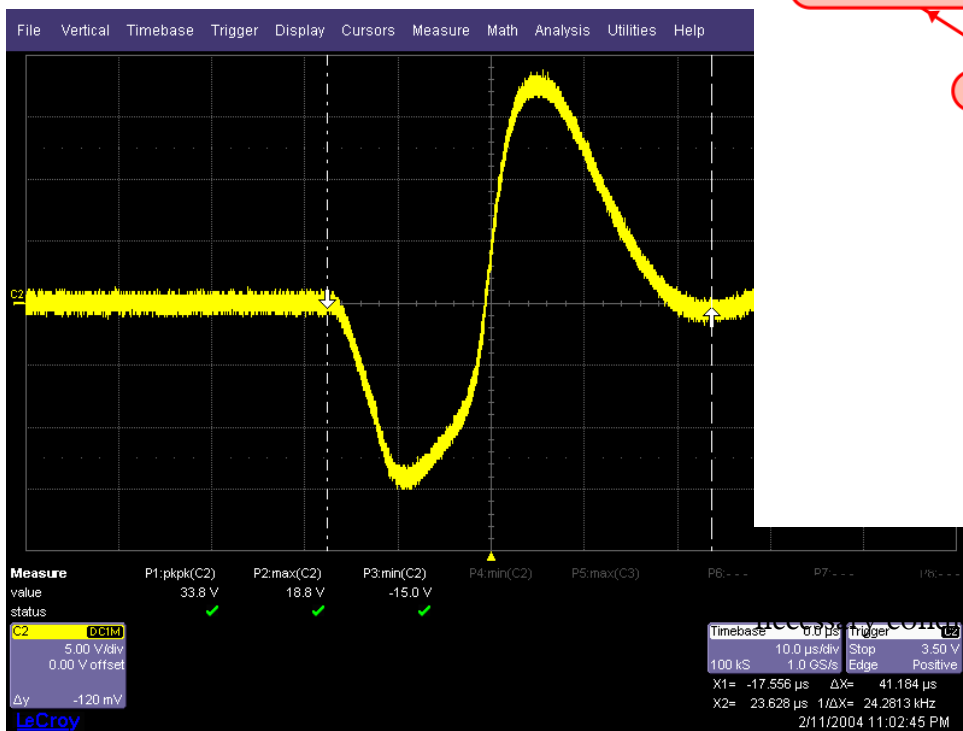 File Vertical Timebase Trigger Display Cursors Measure Math Analysis Utilities Help
C2
Measure P1:pkpk(C2) P2:max(C2) P3:min(C2) P4:min(C2) P5:max(C3) P6:- - - P7:- - - P8:- - -
value 33.8 V 18.8 V -15.0 V
status
C2 DC1M
5.00 V/div
0.00 V offset
Δy -120 mV
LeCroy
necessary
Timebase 0.0 µs Trigger C2
10.0 µs/div Stop 3.50 V
100 kS 1.0 GS/s Edge Positive
X1= -17.556 µs ΔX= 41.184 µs
X2= 23.628 µs 1/ΔX= 24.2813 kHz
2/11/2004 11:02:45 PM